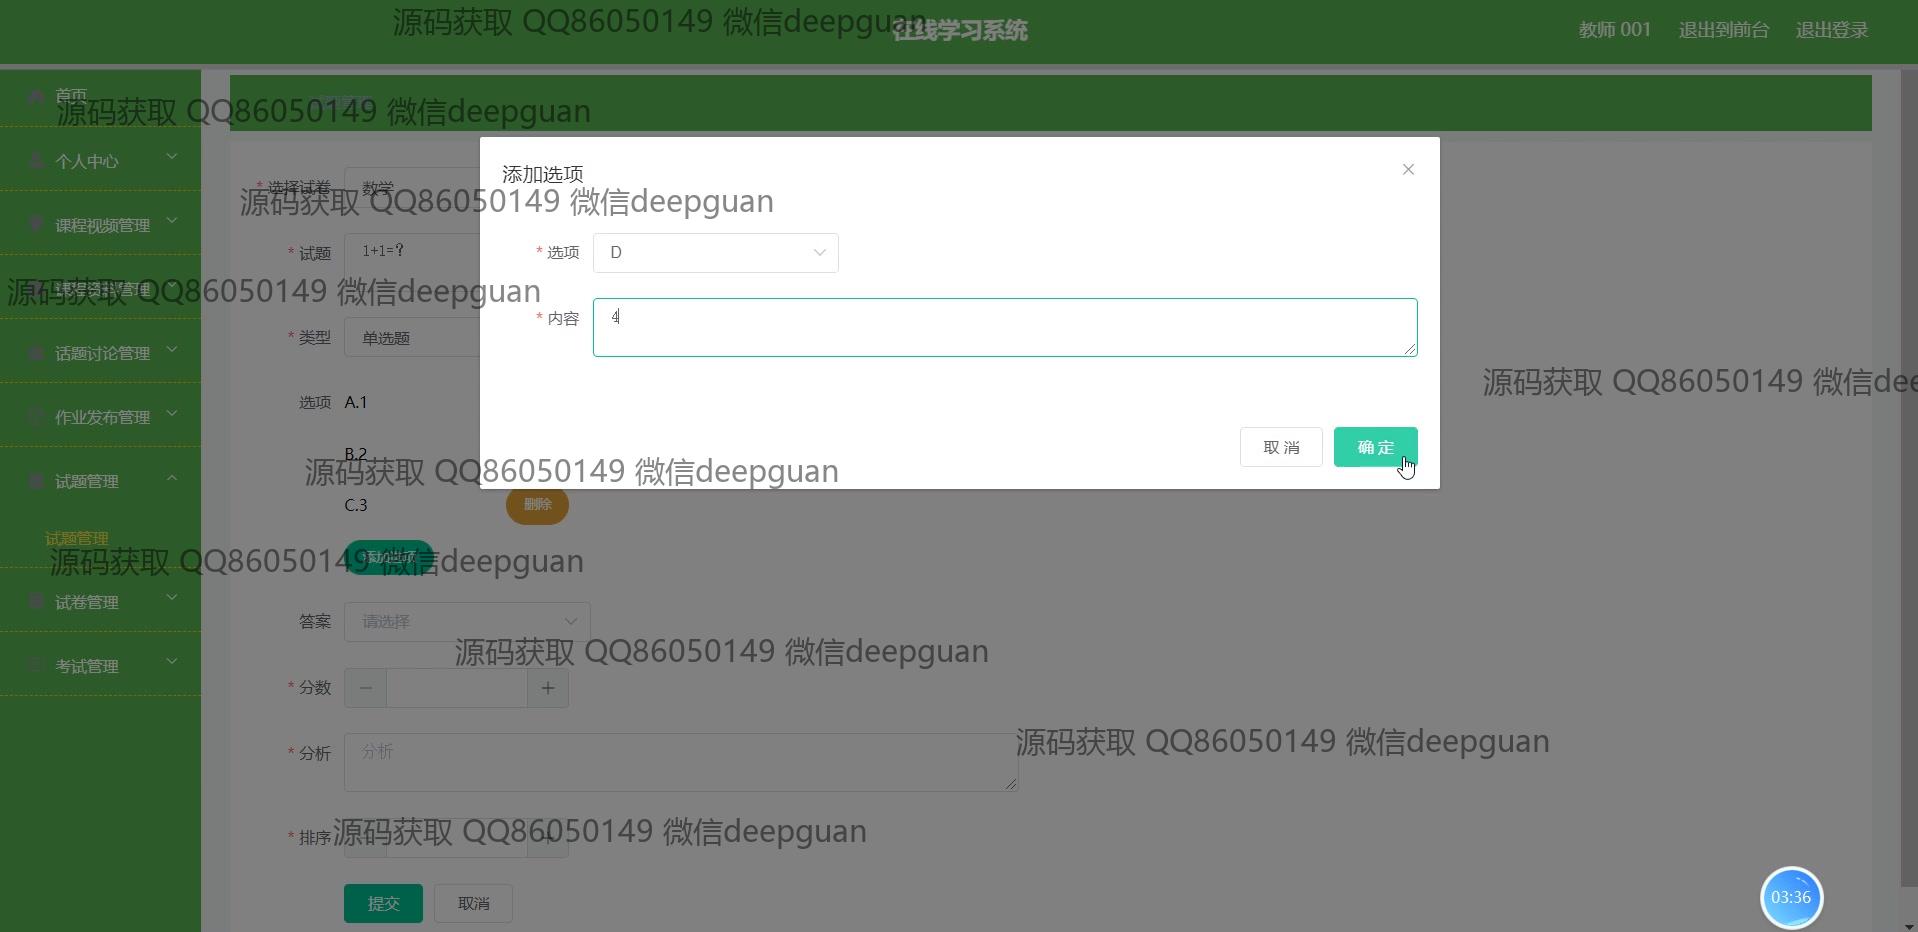 源码获取 QQ86050149 微信deepguan
在线学习系统
教师 001
退出到前台
退出登录
首页
源码获取 QQ86050149 微信deepguan
添加选项
个人中心
* 选择试卷
数学
源码获取 QQ86050149 微信deepguan
课程视频管理
* 试题
1+1=?
* 选项
D
源码获取 QQ86050149 微信deepguan
* 内容
4
* 类型
单选题
话题讨论管理
源码获取 QQ86050149 微信dee
选项
A.1
作业发布管理
B.2
取消
确定
源码获取 QQ86050149 微信deepguan
试题管理
C.3
删除
试题管理
添加选项
源码获取 QQ86050149 微信deepguan
试卷管理
答案
请选择
源码获取 QQ86050149 微信deepguan
考试管理
* 分数
* 分析
分析
源码获取 QQ86050149 微信deepguan
* 排序
源码获取 QQ86050149 微信deepguan
提交
取消
03:36